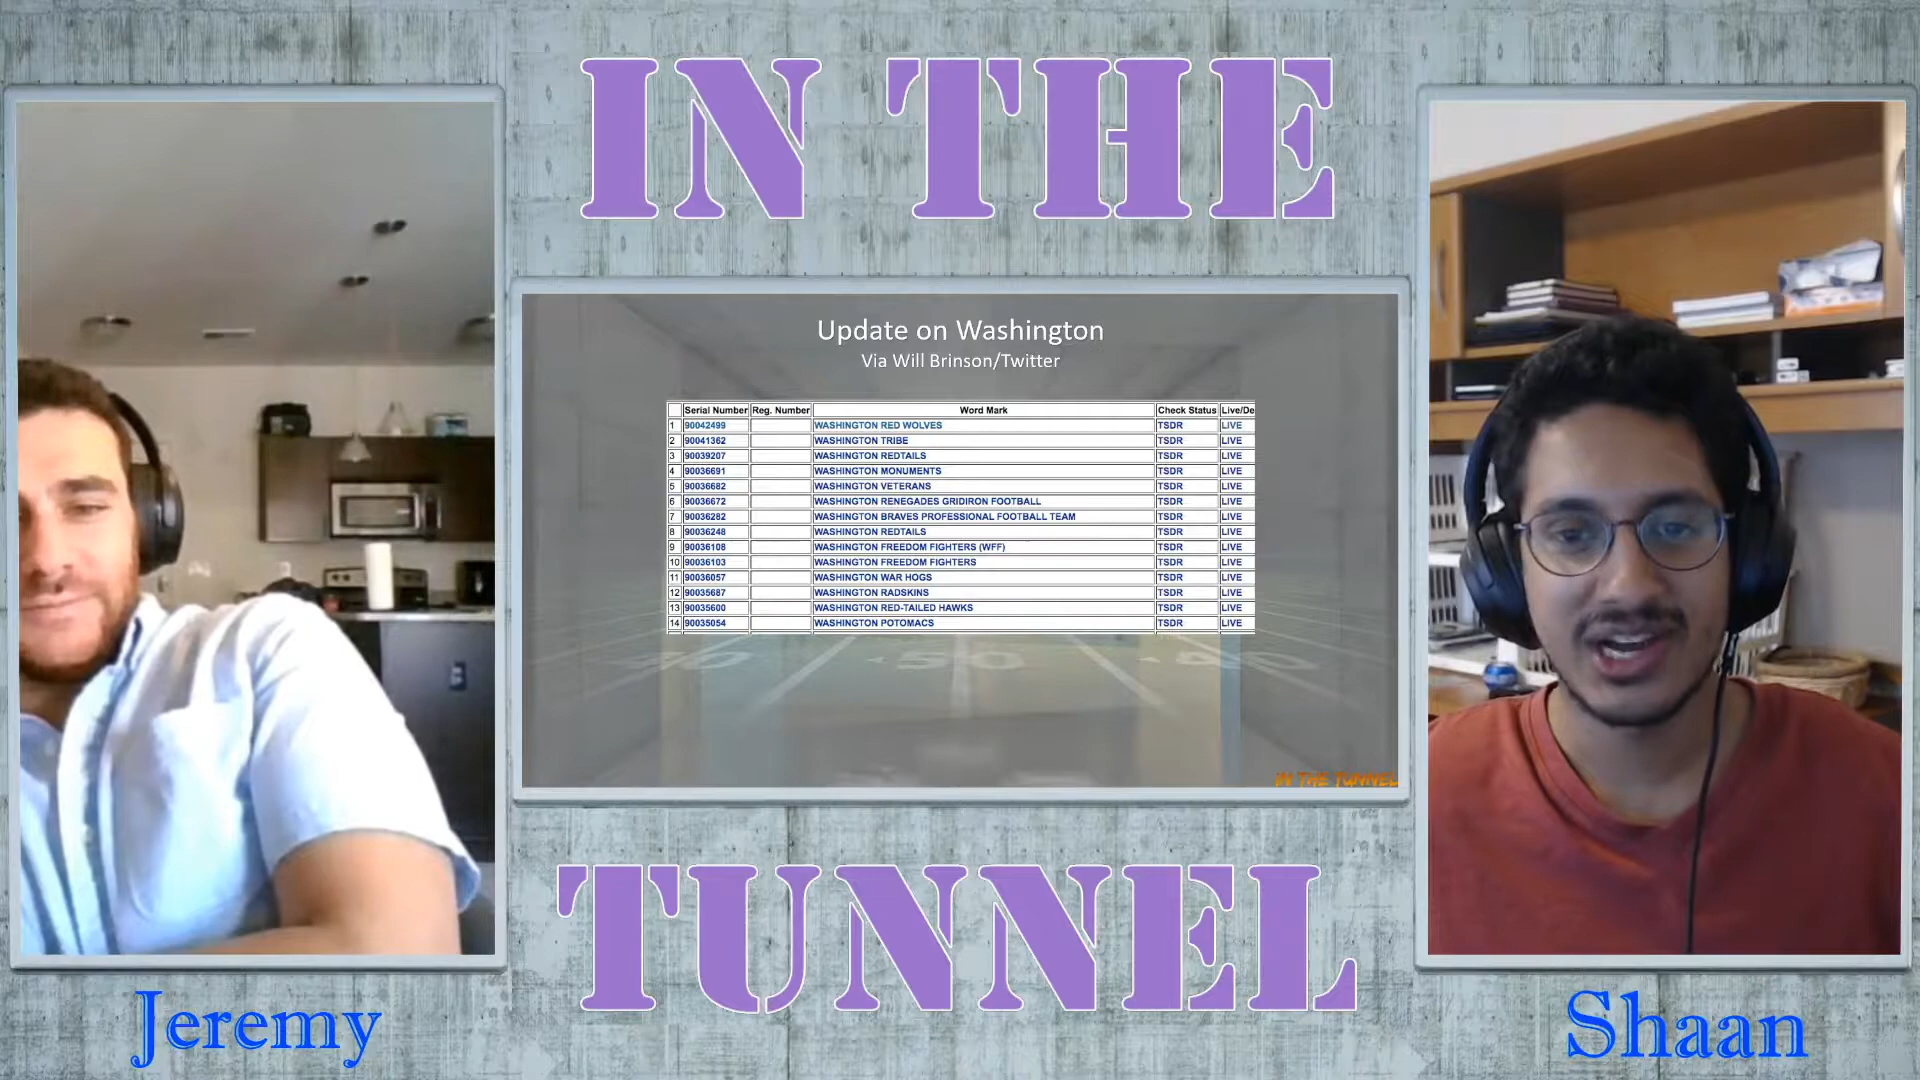 IN THE
Update on Washington
Via Will Brinson/Twitter
Serial Number Reg. Number Word Mark Check Status Live/De
1 90042499 WASHINGTON RED WOLVES TSDR LIVE
2 90041362 WASHINGTON TRIBE TSDR LIVE
3 90039207 WASHINGTON REDTAILS TSDR LIVE
4 90036691 WASHINGTON MONUMENTS TSDR LIVE
5 90036682 WASHINGTON VETERANS TSDR LIVE
6 90036672 WASHINGTON RENEGADES GRIDIRON FOOTBALL TSDR LIVE
7 90036282 WASHINGTON BRAVES PROFESSIONAL FOOTBALL TEAM TSDR LIVE
8 90036248 WASHINGTON REDTAILS TSDR LIVE
9 90036108 WASHINGTON FREEDOM FIGHTERS (WFF) TSDR LIVE
10 90036103 WASHINGTON FREEDOM FIGHTERS TSDR LIVE
11 90036057 WASHINGTON WAR HOGS TSDR LIVE
12 90035687 WASHINGTON RADSKINS TSDR LIVE
13 90035600 WASHINGTON RED-TAILED HAWKS TSDR LIVE
14 90035054 WASHINGTON POTOMACS TSDR LIVE
50
IN THE TUNNEL
TUNNEL
Jeremy
Shaan